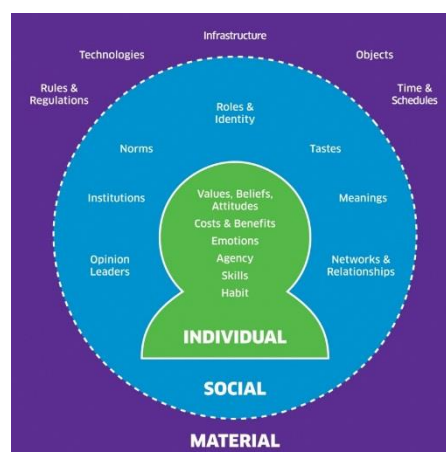 Infrastructure
Technologies
Objects
Rules &
Regulations
Time &
Schedules
Roles &
Identity
Norms
Tastes
Institutions
Values, Beliefs,
Attitudes
Meanings
Costs & Benefits
Emotions
Opinion
Leaders
Agency
Networks &
Relationships
Skills
Habit
INDIVIDUAL
SOCIAL
MATERIAL